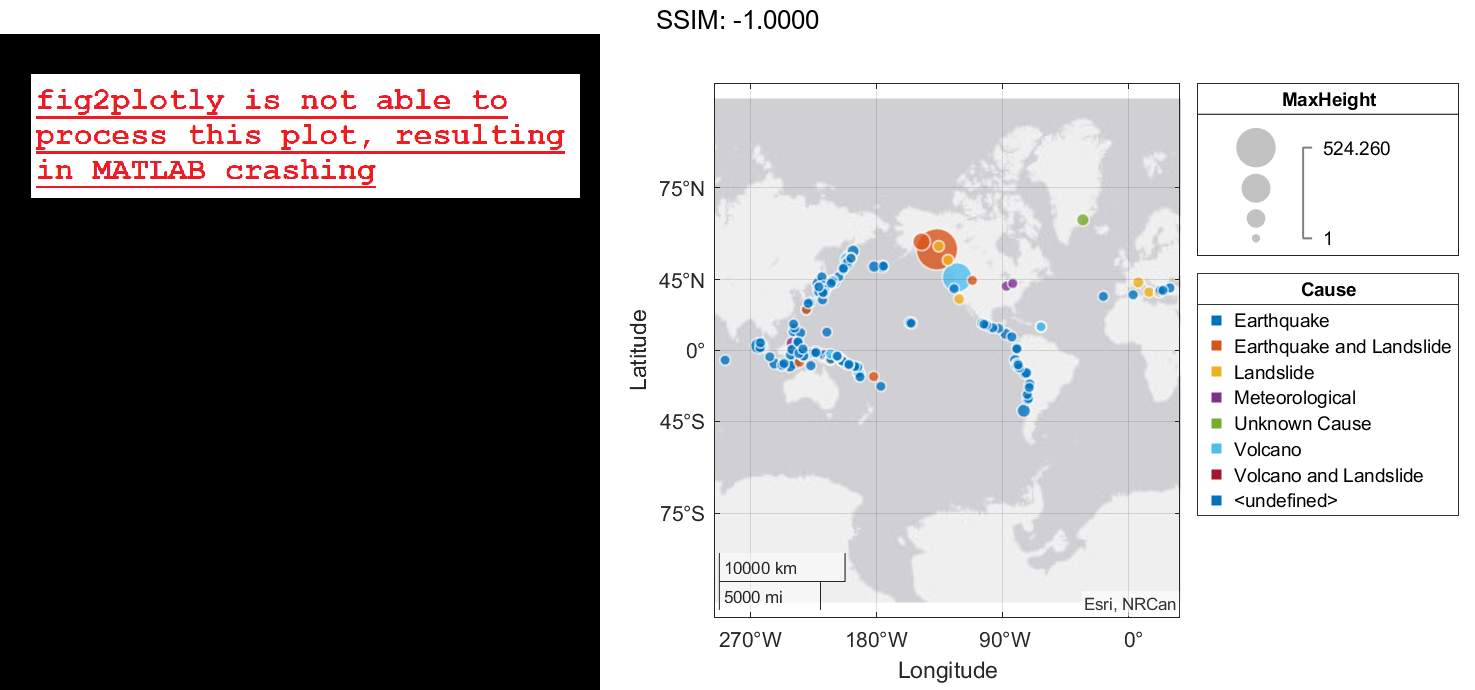 SSIM: -1.0000
fig2plotly is not able to
process this plot, resulting
in MATLAB crashing
Latitude
75°N
45°N
0°
45°S
75°S
10000 km
5000 mi
Esri, NRCan
270°W
180°W
90°W
0°
Longitude
MaxHeight
524.260
1
Cause
Earthquake
Earthquake and Landslide
Landslide
Meteorological
Unknown Cause
Volcano
Volcano and Landslide
<undefined>